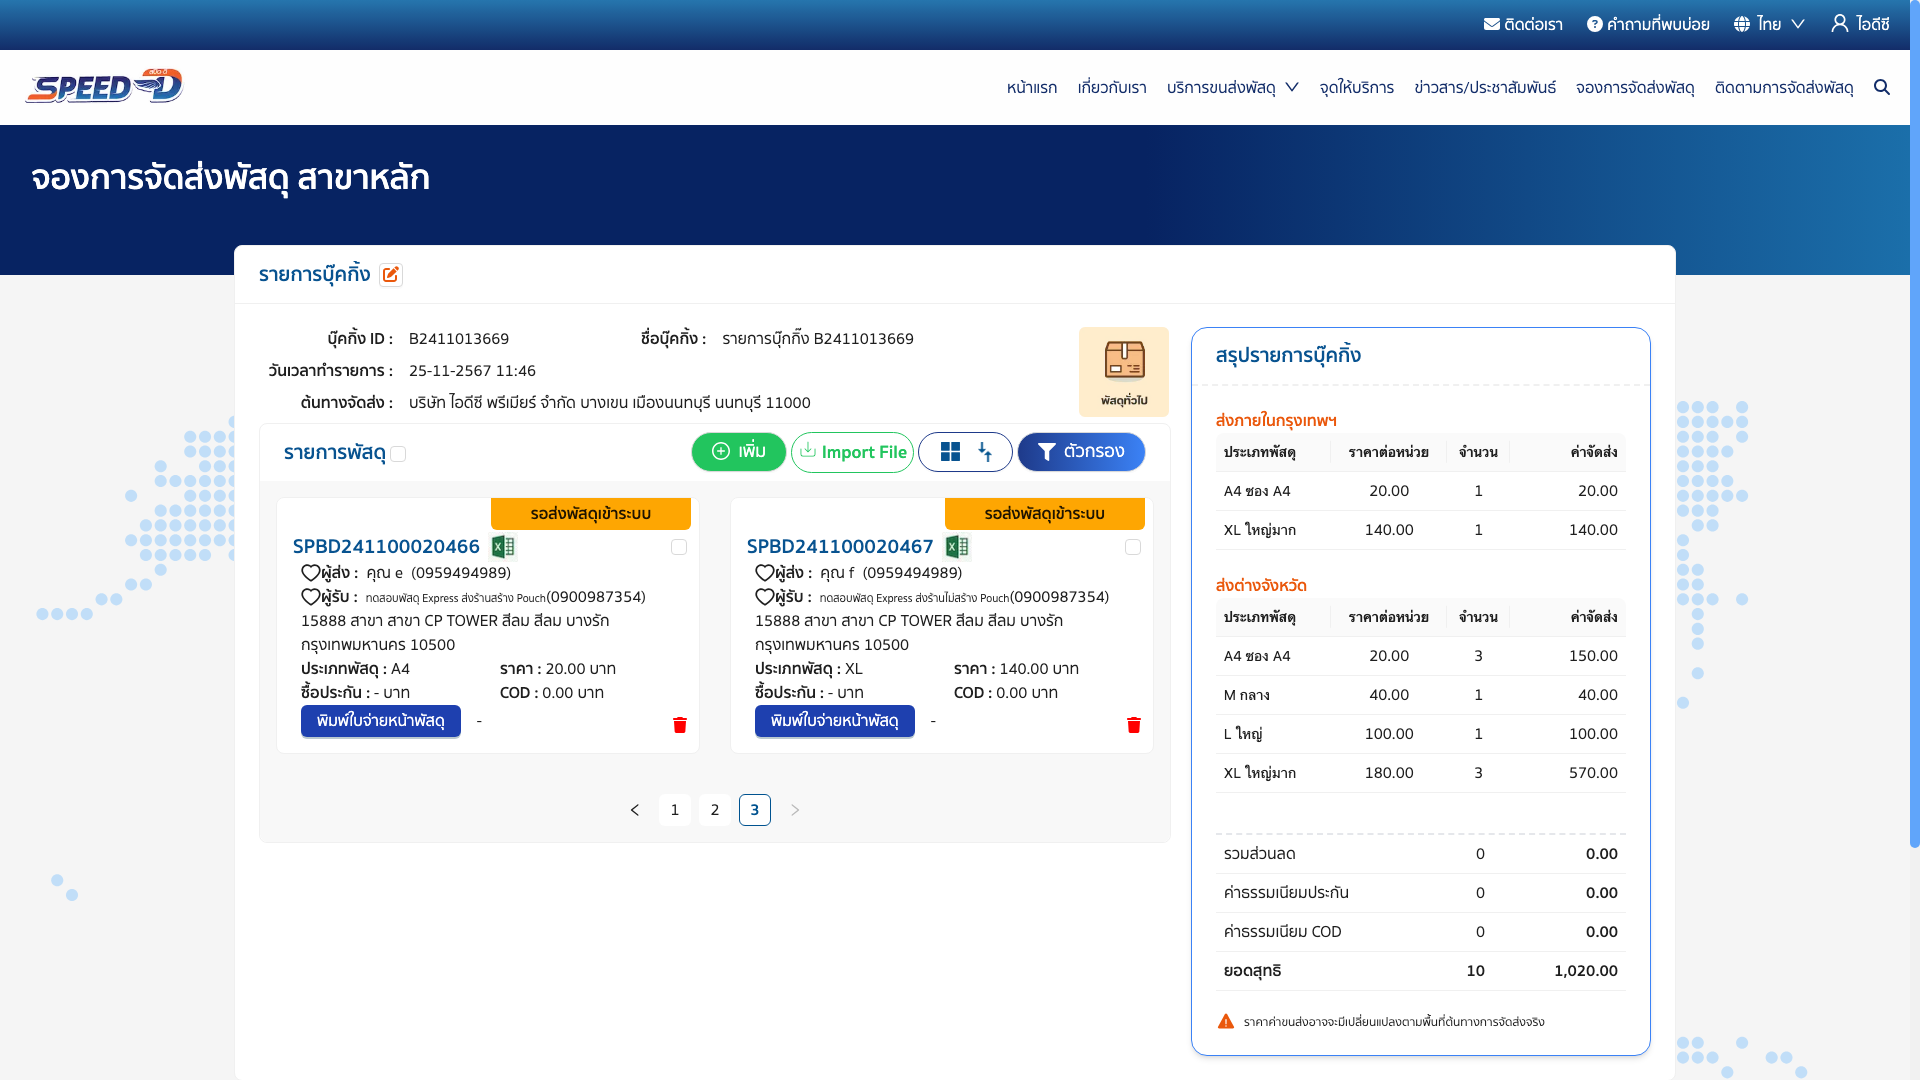 ติดต่อเรา คำถามที่พบบ่อย ไทย ไอดีซี
SPEED-D
หน้าแรก เกี่ยวกับเรา บริการขนส่งพัสดุ จุดให้บริการ ข่าวสาร/ประชาสัมพันธ์ จองการจัดส่งพัสดุ ติดตามการจัดส่งพัสดุ
จองการจัดส่งพัสดุ สาขาหลัก
รายการบุ๊คกิ้ง
บุ๊คกิ้ง ID : B2411013669 ชื่อบุ๊คกิ้ง : รายการบุ๊กกิ๊ง B2411013669
วันเวลาทำรายการ : 25-11-2567 11:46
ต้นทางจัดส่ง : บริษัท ไอดีซี พรีเมียร์ จำกัด บางเขน เมืองนนทบุรี นนทบุรี 11000
พัสดุทั่วไป
รายการพัสดุ
เพิ่ม Import File ตัวกรอง
รอส่งพัสดุเข้าระบบ
SPBD241100020466
ผู้ส่ง : คุณ e (0959494989)
ผู้รับ : ทดสอบพัสดุ Express ส่งร้านสร้าง Pouch(0900987354)
15888 สาขา สาขา CP TOWER สีลม สีลม บางรัก
กรุงเทพมหานคร 10500
ประเภทพัสดุ : A4 ราคา : 20.00 บาท
ซื้อประกัน : - บาท COD : 0.00 บาท
พิมพ์ใบจ่ายหน้าพัสดุ -
รอส่งพัสดุเข้าระบบ
SPBD241100020467
ผู้ส่ง : คุณ f (0959494989)
ผู้รับ : ทดสอบพัสดุ Express ส่งร้านไม่สร้าง Pouch(0900987354)
15888 สาขา สาขา CP TOWER สีลม สีลม บางรัก
กรุงเทพมหานคร 10500
ประเภทพัสดุ : XL ราคา : 140.00 บาท
ซื้อประกัน : - บาท COD : 0.00 บาท
พิมพ์ใบจ่ายหน้าพัสดุ -
1 2 3
สรุปรายการบุ๊คกิ้ง
ส่งภายในกรุงเทพฯ
ประเภทพัสดุ ราคาต่อหน่วย จำนวน ค่าจัดส่ง
A4 ซอง A4 20.00 1 20.00
XL ใหญ่มาก 140.00 1 140.00
ส่งต่างจังหวัด
ประเภทพัสดุ ราคาต่อหน่วย จำนวน ค่าจัดส่ง
A4 ซอง A4 20.00 3 150.00
M กลาง 40.00 1 40.00
L ใหญ่ 100.00 1 100.00
XL ใหญ่มาก 180.00 3 570.00
รวมส่วนลด 0 0.00
ค่าธรรมเนียมประกัน 0 0.00
ค่าธรรมเนียม COD 0 0.00
ยอดสุทธิ 10 1,020.00
ราคาค่าขนส่งอาจจะมีเปลี่ยนแปลงตามพื้นที่ต้นทางการจัดส่งจริง